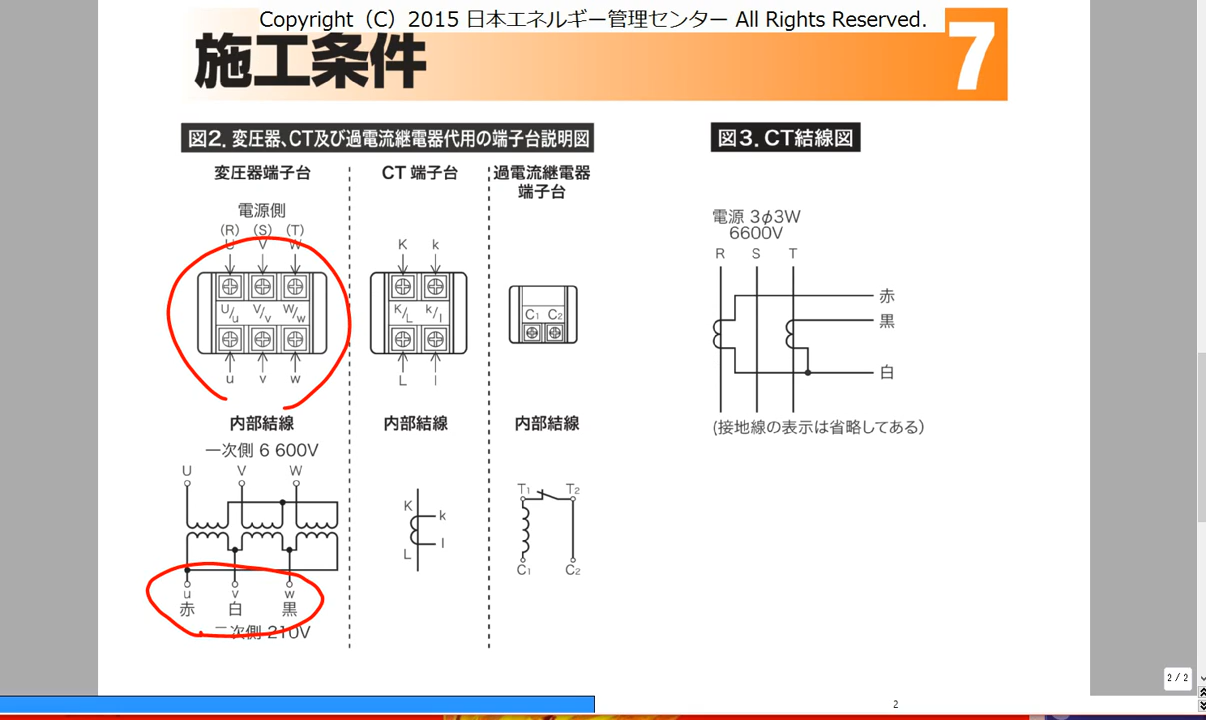 Copyright（C）2015 日本エネルギー管理センター All Rights Reserved.
施工条件
7
図2. 変圧器、CT及び過電流継電器代用の端子台説明図
変圧器端子台
CT 端子台
過電流継電器
端子台
電源側
(R) (S) (T)
U V W
U/u V/v W/w
u v w
K k
K/L k/l
L l
C₁ C₂
内部結線
内部結線
内部結線
一次側 6 600V
U V W
u v w
赤 白 黒
二次側 210V
K
k
L
l
T₁ T₂
C₁ C₂
図3. CT結線図
電源 3φ3W
6600V
R S T
赤
黒
白
(接地線の表示は省略してある)
2 / 2
2